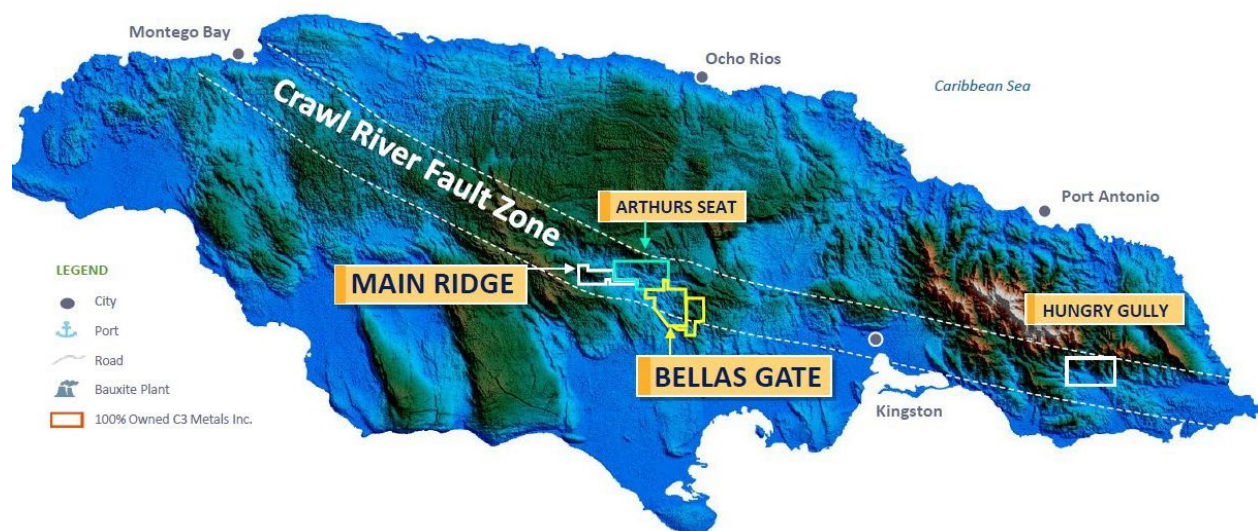 Montego Bay
Ocho Rios
Caribbean Sea
Crawl River Fault Zone
ARTHURS SEAT
Port Antonio
MAIN RIDGE
HUNGRY GULLY
BELLAS GATE
Kingston
LEGEND
City
Port
Road
Bauxite Plant
100% Owned C3 Metals Inc.